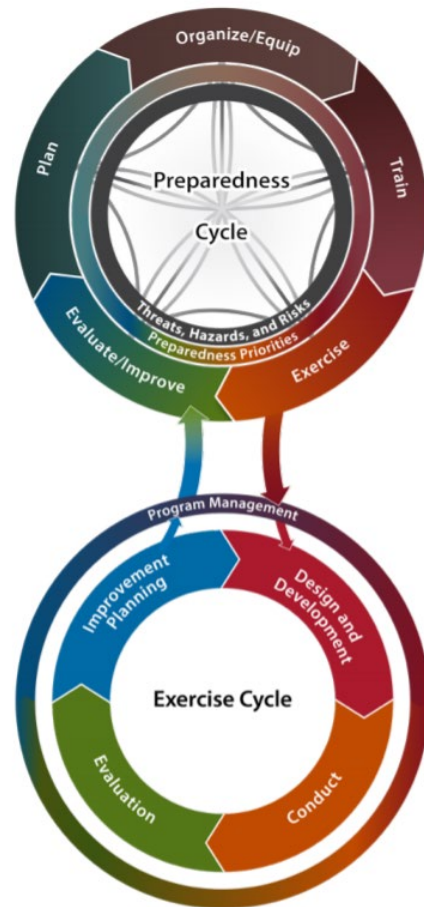 Organize/Equip
Plan
Train
Preparedness
Cycle
Threats, Hazards, and Risks
Preparedness Priorities
Evaluate/Improve
Exercise
Program Management
Improvement
Planning
Design and
Development
Exercise Cycle
Evaluation
Conduct